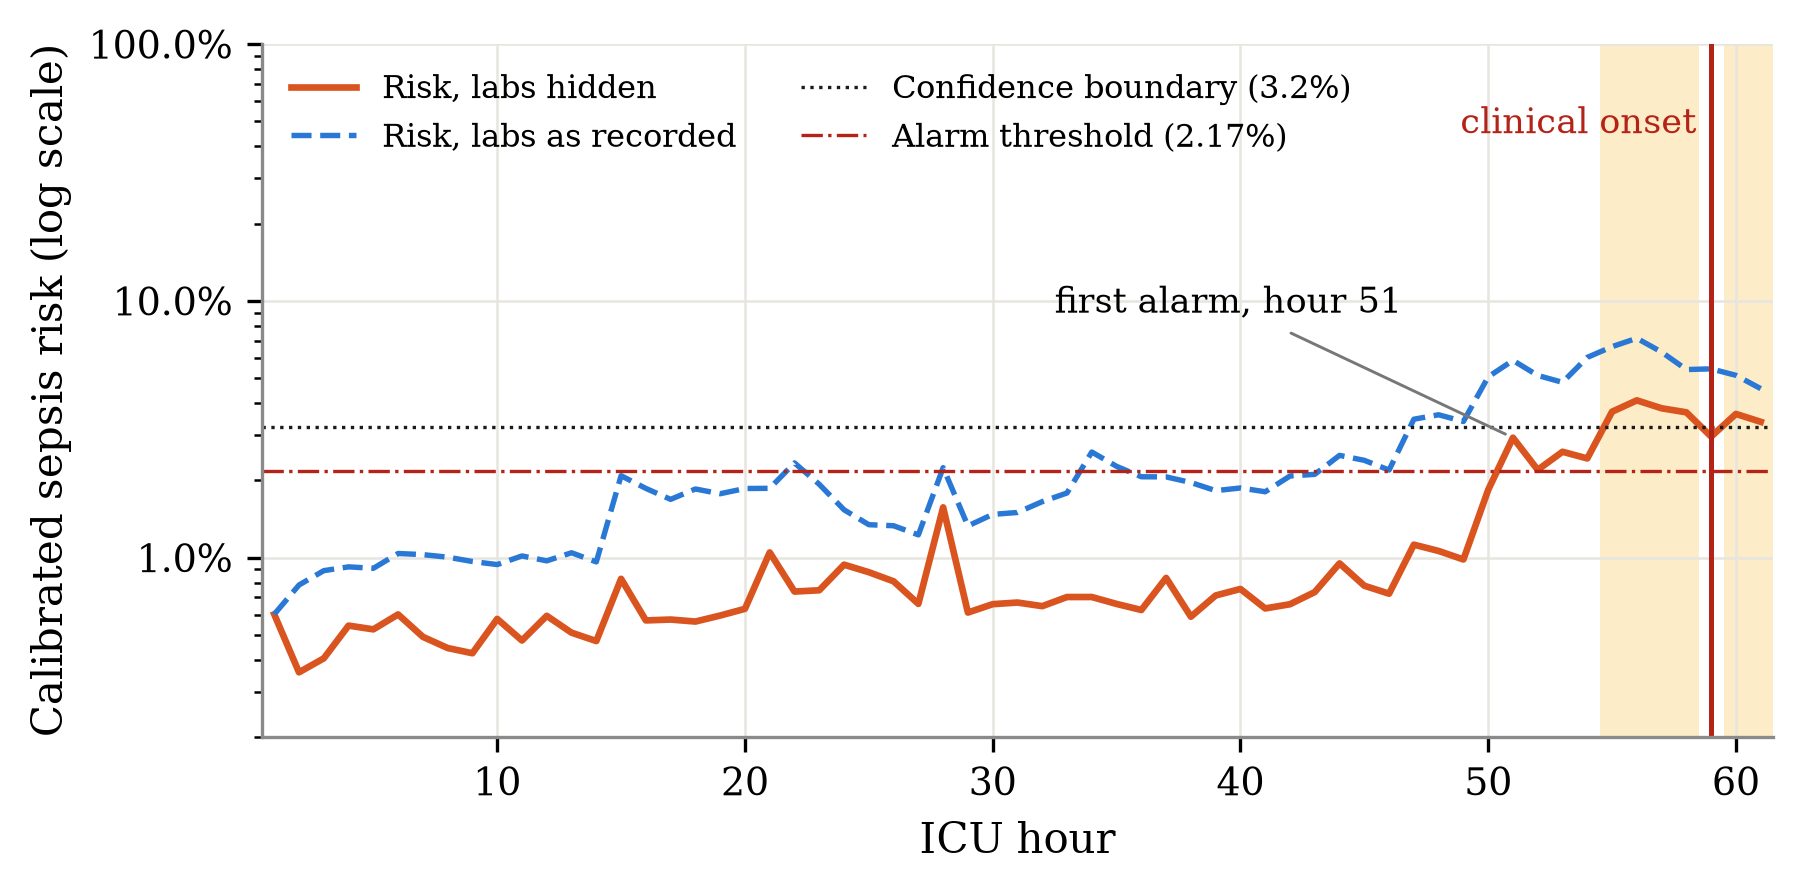 Calibrated sepsis risk (log scale)
100.0%
10.0%
1.0%
Risk, labs hidden
Risk, labs as recorded
Confidence boundary (3.2%)
Alarm threshold (2.17%)
clinical onset
first alarm, hour 51
10
20
30
40
50
60
ICU hour